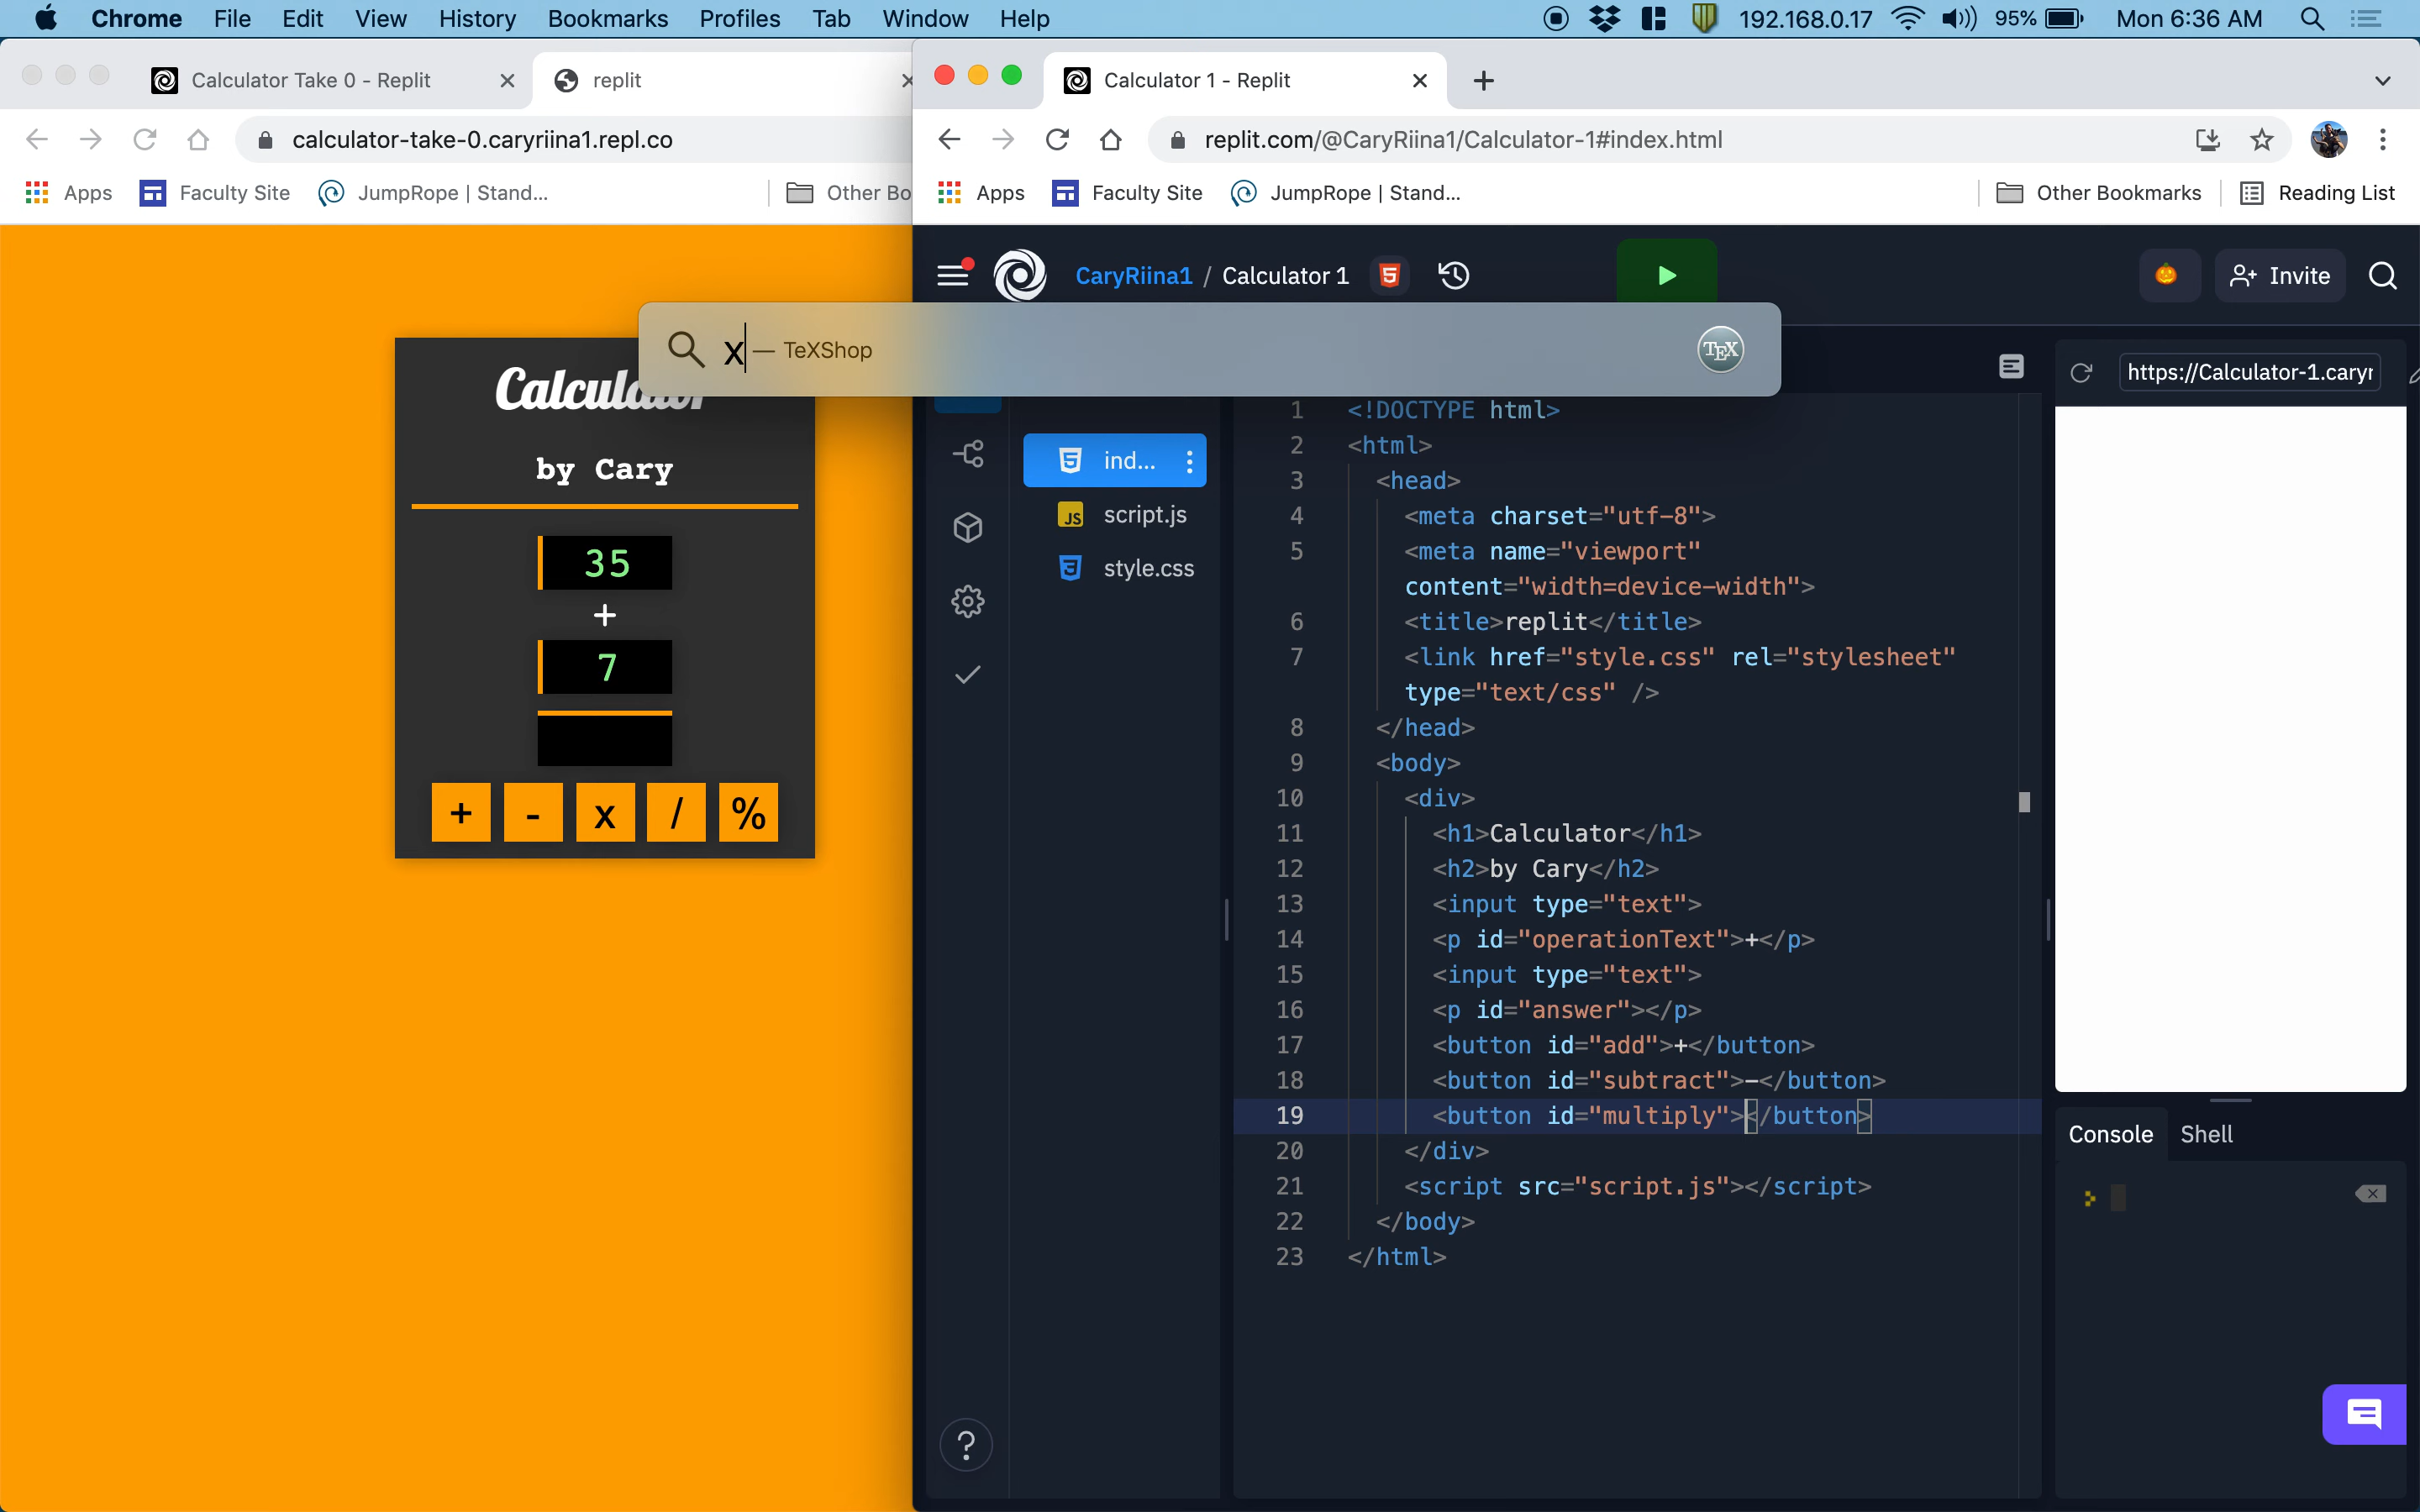 Chrome File Edit View History Bookmarks Profiles Tab Window Help 192.168.0.17 95% Mon 6:36 AM
Calculator Take 0 - Replit
replit
calculator-take-0.caryriina1.repl.co
Apps Faculty Site JumpRope | Stand... Other Bo
Calculator
by Cary
35
+
7
+ - x / %
Calculator 1 - Replit
replit.com/@CaryRiina1/Calculator-1#index.html
Apps Faculty Site JumpRope | Stand... Other Bookmarks Reading List
CaryRiina1 / Calculator 1
Invite
x — TeXShop
TEX
https://Calculator-1.caryr
ind...
script.js
style.css
1 <!DOCTYPE html>
2 <html>
3 <head>
4 <meta charset="utf-8">
5 <meta name="viewport"
content="width=device-width">
6 <title>replit</title>
7 <link href="style.css" rel="stylesheet"
type="text/css" />
8 </head>
9 <body>
10 <div>
11 <h1>Calculator</h1>
12 <h2>by Cary</h2>
13 <input type="text">
14 <p id="operationText">+</p>
15 <input type="text">
16 <p id="answer"></p>
17 <button id="add">+</button>
18 <button id="subtract">-</button>
19 <button id="multiply"></button>
20 </div>
21 <script src="script.js"></script>
22 </body>
23 </html>
Console Shell
?